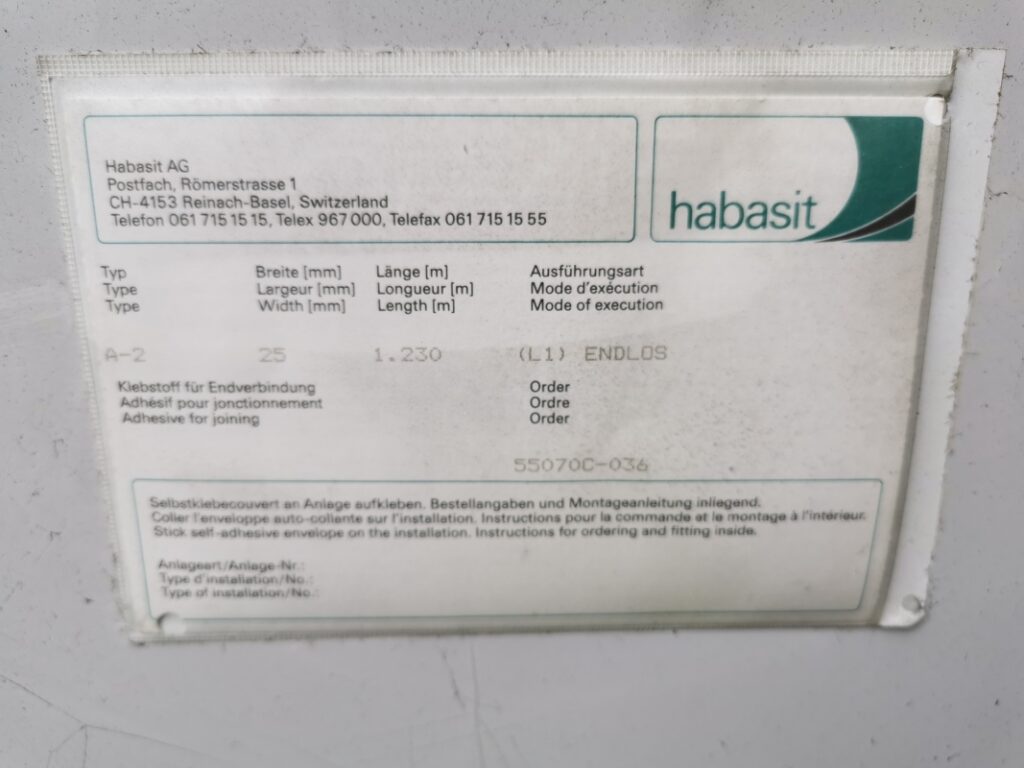 Habasit AG
Postfach, Römerstrasse 1
CH-4153 Reinach-Basel, Switzerland
Telefon 061 715 15 15, Telex 967 000, Telefax 061 715 15 55
habasit
Typ Breite [mm] Länge [m] Ausführungsart
Type Largeur [mm] Longueur [m] Mode d'exécution
Type Width [mm] Length [m] Mode of execution
A-2 25 1.230 (L1) ENDLOS
Klebstoff für Endverbindung Order
Adhésif pour jonctionnement Ordre
Adhesive for joining Order
55070C-036
Selbstklebecouvert an Anlage aufkleben. Bestellangaben und Montageanleitung inliegend.
Coller l'enveloppe auto-collante sur l'installation. Instructions pour la commande et le montage à l'intérieur.
Stick self-adhesive envelope on the installation. Instructions for ordering and fitting inside.
Anlageart/Anlage-Nr.:
Type d'installation/No.:
Type of installation/No.: